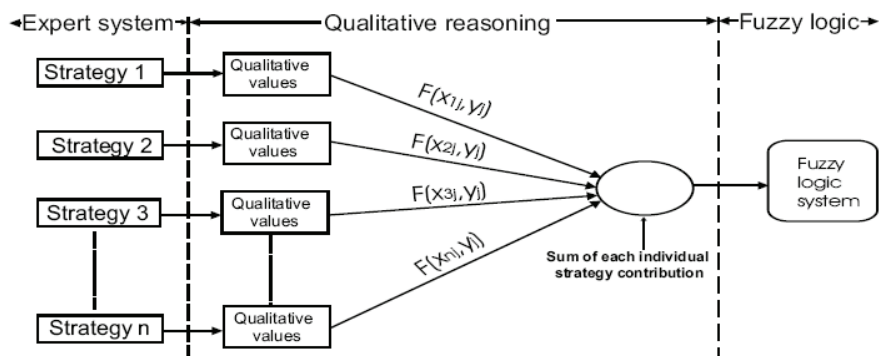 Expert system
Qualitative reasoning
Fuzzy logic
Strategy 1
Qualitative
values
F(x1j,yj)
Strategy 2
Qualitative
values
F(x2j,yj)
Strategy 3
Qualitative
values
F(x3j,yj)
Strategy n
Qualitative
values
F(xnj,yj)
Sum of each individual
strategy contribution
Fuzzy
logic
system